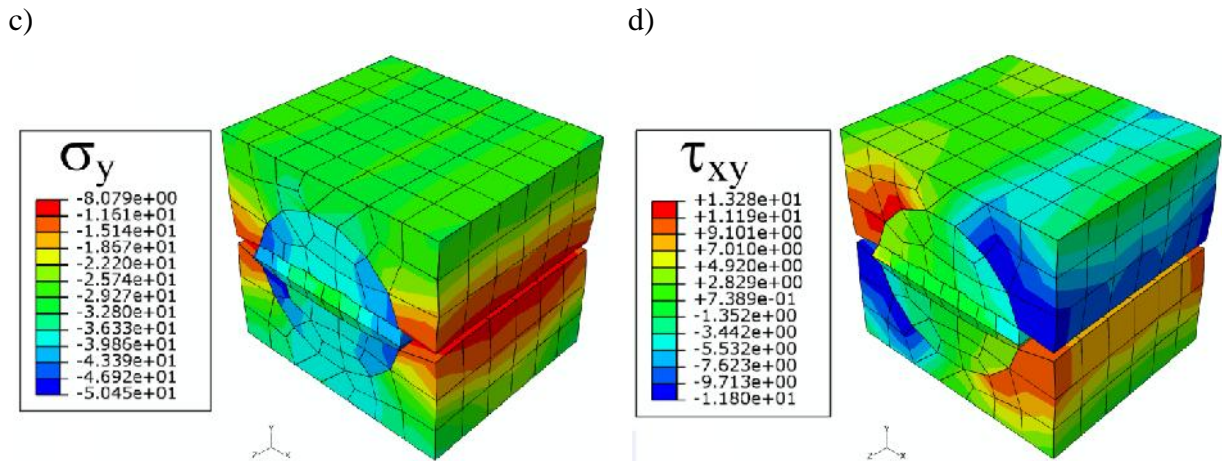 c)
d)
σy
-8.079e+00
-1.161e+01
-1.514e+01
-1.867e+01
-2.220e+01
-2.574e+01
-2.927e+01
-3.280e+01
-3.633e+01
-3.986e+01
-4.339e+01
-4.692e+01
-5.045e+01
Y
Z X
τxy
+1.328e+01
+1.119e+01
+9.101e+00
+7.010e+00
+4.920e+00
+2.829e+00
+7.389e-01
-1.352e+00
-3.442e+00
-5.532e+00
-7.623e+00
-9.713e+00
-1.180e+01
Y
Z X